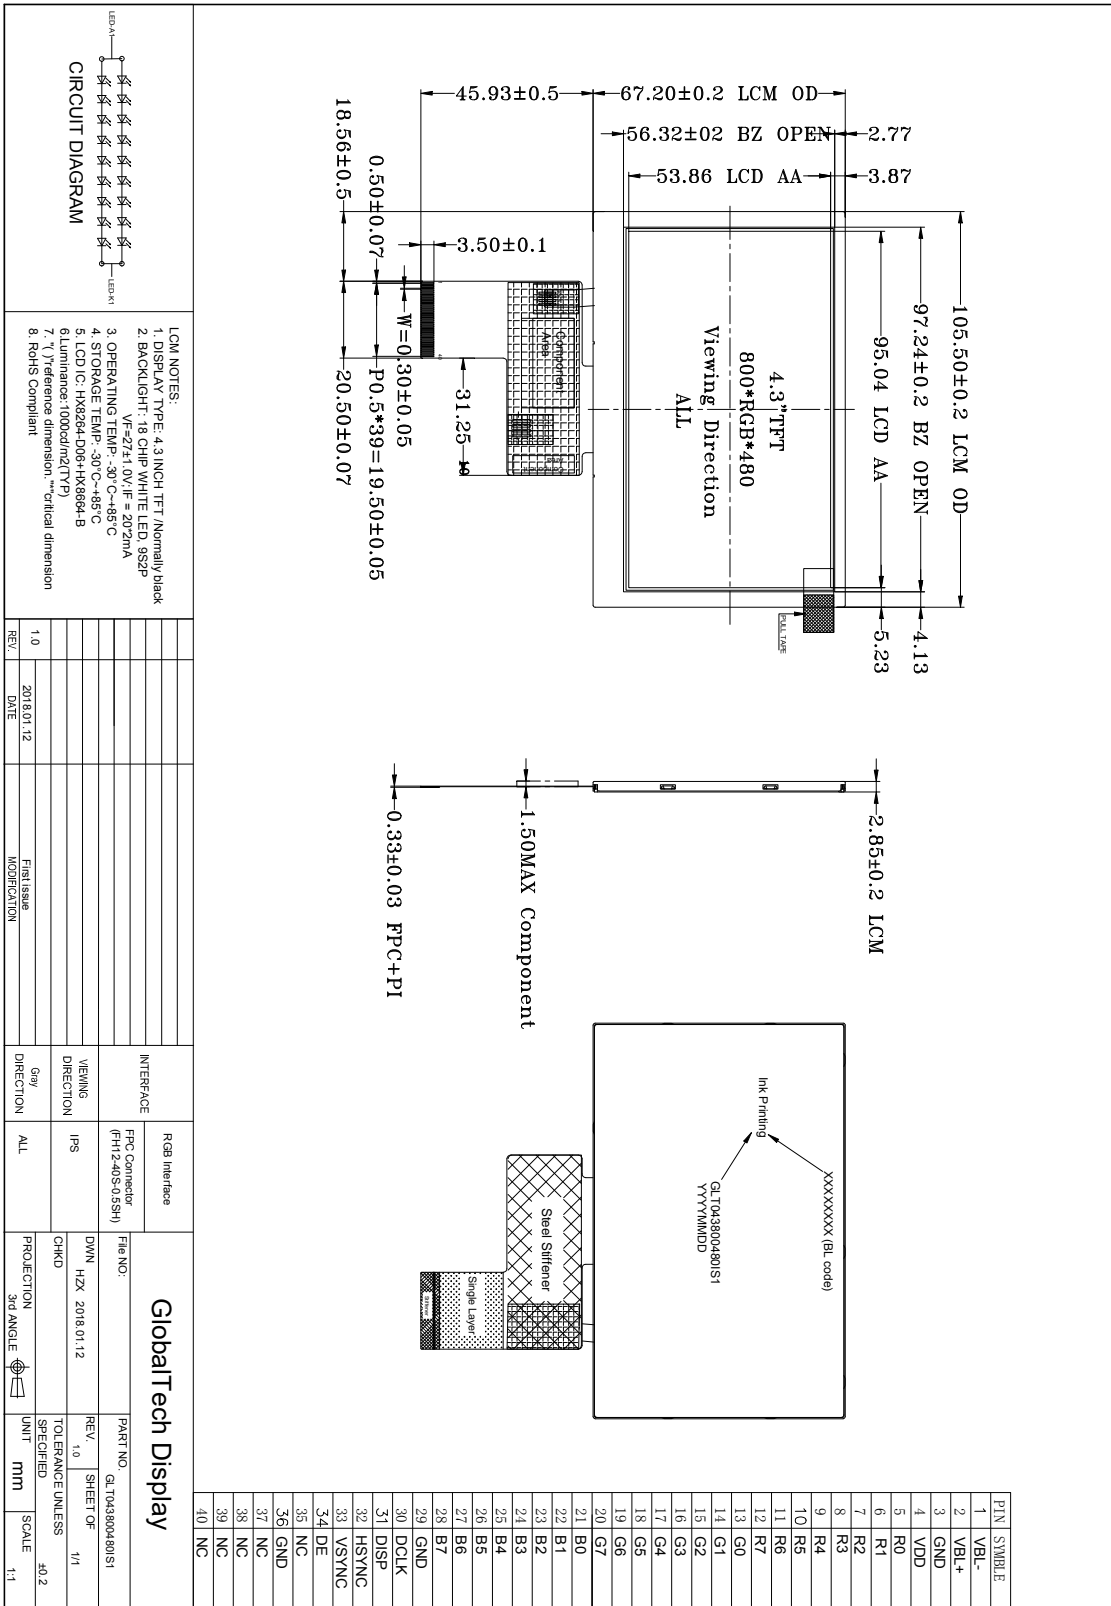 105.50±0.2 LCM OD
97.24±0.2 BZ OPEN
4.13
95.04 LCD AA
5.23
67.20±0.2 LCM OD
45.93±0.5
56.32±02 BZ OPEN
2.77
53.86 LCD AA
3.87
4.3"TFT
800*RGB*480
Viewing Direction
ALL
PULL TAPE
Component
Area
3.50±0.1
31.25
W=0.30±0.05
0.50±0.07
P0.5*39=19.50±0.05
18.56±0.5
20.50±0.07
2.85±0.2 LCM
1.50MAX Component
0.33±0.03 FPC+PI
XXXXXXXX (BL code)
Ink Printing
GLT043800480IS1
YYYYMMDD
Steel Stiffener
Single Layer
Stiffener
PIN SYMBLE
1 VBL-
2 VBL+
3 GND
4 VDD
5 R0
6 R1
7 R2
8 R3
9 R4
10 R5
11 R6
12 R7
13 G0
14 G1
15 G2
16 G3
17 G4
18 G5
19 G6
20 G7
21 B0
22 B1
23 B2
24 B3
25 B4
26 B5
27 B6
28 B7
29 GND
30 DCLK
31 DISP
32 HSYNC
33 VSYNC
34 DE
35 NC
36 GND
37 NC
38 NC
39 NC
40 NC
LED-A1
LED-K1
CIRCUIT DIAGRAM
LCM NOTES:
1. DISPLAY TYPE: 4.3 INCH TFT /Normally black
2. BACKLIGHT: 18 CHIP WHITE LED, 9S2P
VF=27±1.0V;IF = 20*2mA
3. OPERATING TEMP: -30°C~+85°C
4. STORAGE TEMP: -30°C~+85°C
5. LCD IC: HX8264-D06+HX8664-B
6.Luminance:1000cd/m2(TYP)
7. "( )"reference dimension. "*"critical dimension
8. RoHS Compliant
1.0 2018.01.12 First issue
REV. DATE MODIFICATION
INTERFACE
RGB Interface
FPC Connector
(FH12-40S-0.5SH)
VIEWING
DIRECTION
IPS
Gray
DIRECTION
ALL
GlobalTech Display
File NO:
PART NO.
GLT043800480IS1
DWN HZX 2018.01.12
REV. 1.0
SHEET OF 1/1
CHKD
TOLERANCE UNLESS
SPECIFIED ±0.2
PROJECTION
3rd ANGLE
UNIT mm
SCALE 1:1